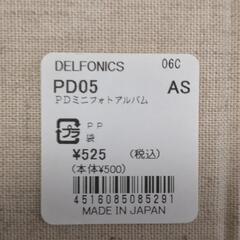 DELFONICS 06C
PD05 AS
PDミニフォトアルバム
プラ PP
袋
¥525 (税込)
(本体¥500)
4516085085291
MADE IN JAPAN